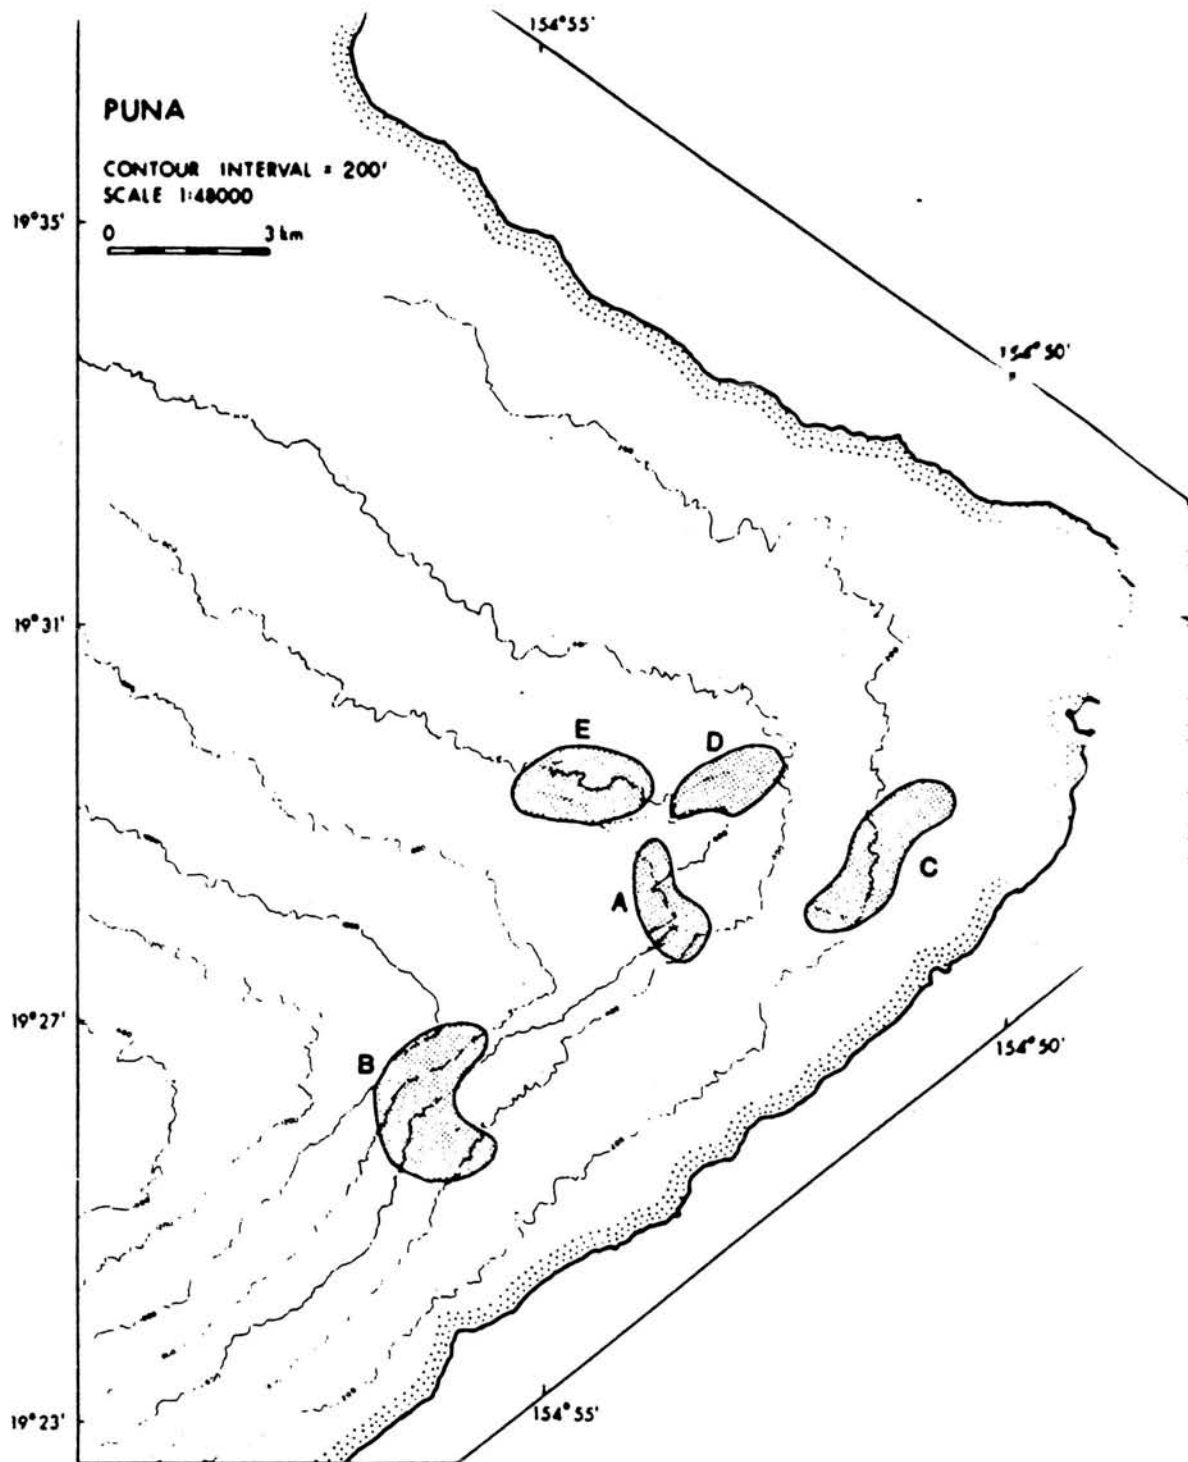 154°55'
PUNA
CONTOUR INTERVAL = 200'
SCALE 1:48000
19°35'
0 3 km
154°50'
19°31'
E
D
C
A
19°27'
B
154°50'
154°55'
19°23'